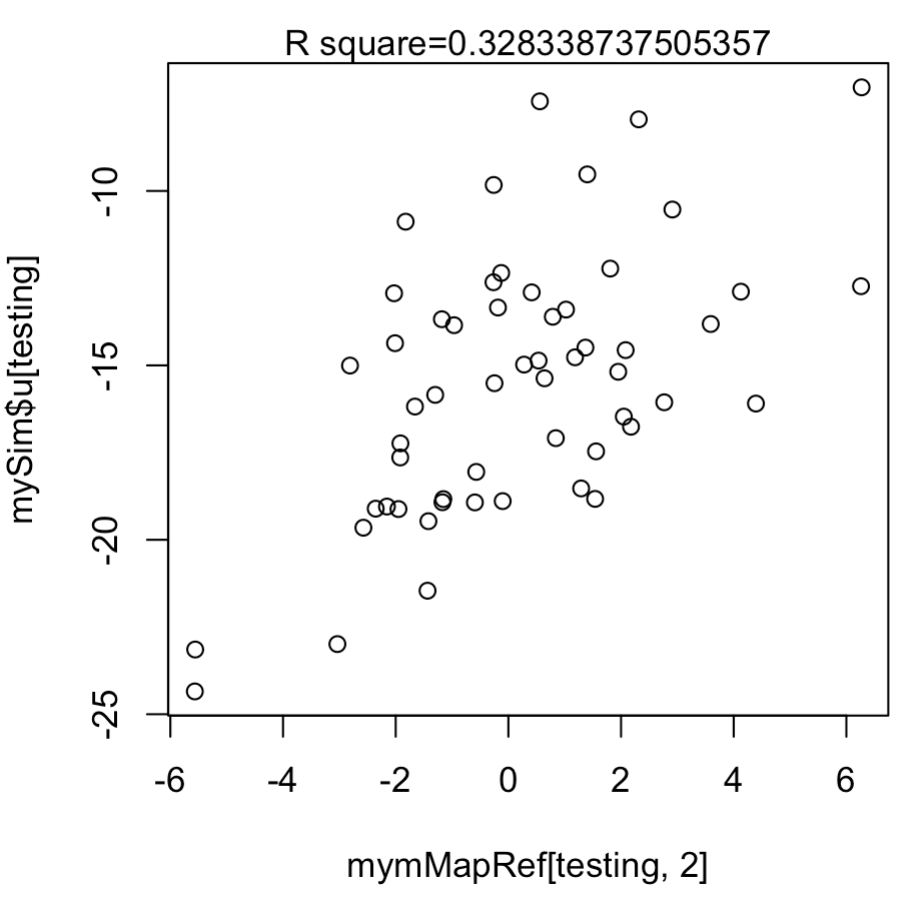 R square=0.328338737505357
mySim$u[testing]
-10
-15
-20
-25
-6 -4 -2 0 2 4 6
mymMapRef[testing, 2]